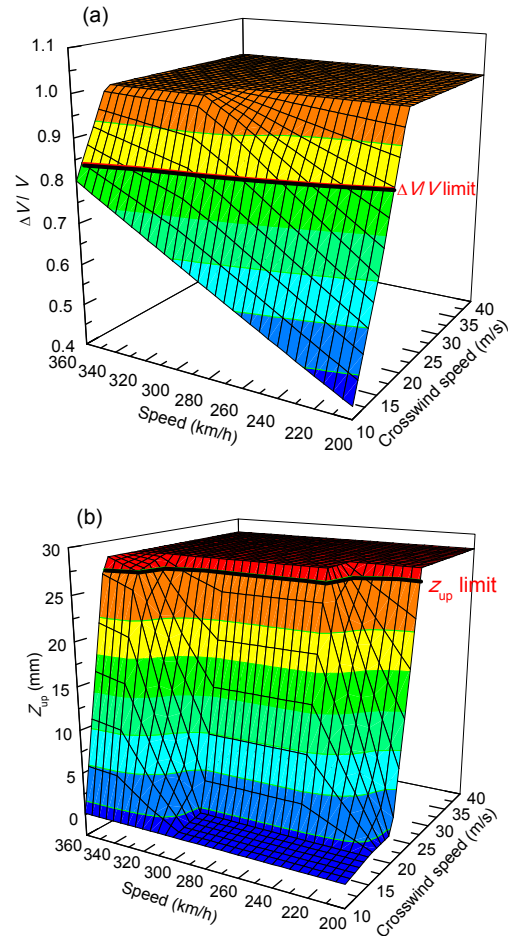 (a)
1.1
1.0
0.9
0.8
0.7
0.6
0.5
0.4
ΔV / V
ΔV/V limit
360 340 320 300 280 260 240 220 200
Speed (km/h)
10 15 20 25 30 35 40
Crosswind speed (m/s)
(b)
30
25
20
15
10
5
0
Zup (mm)
zup limit
360 340 320 300 280 260 240 220 200
Speed (km/h)
10 15 20 25 30 35 40
Crosswind speed (m/s)